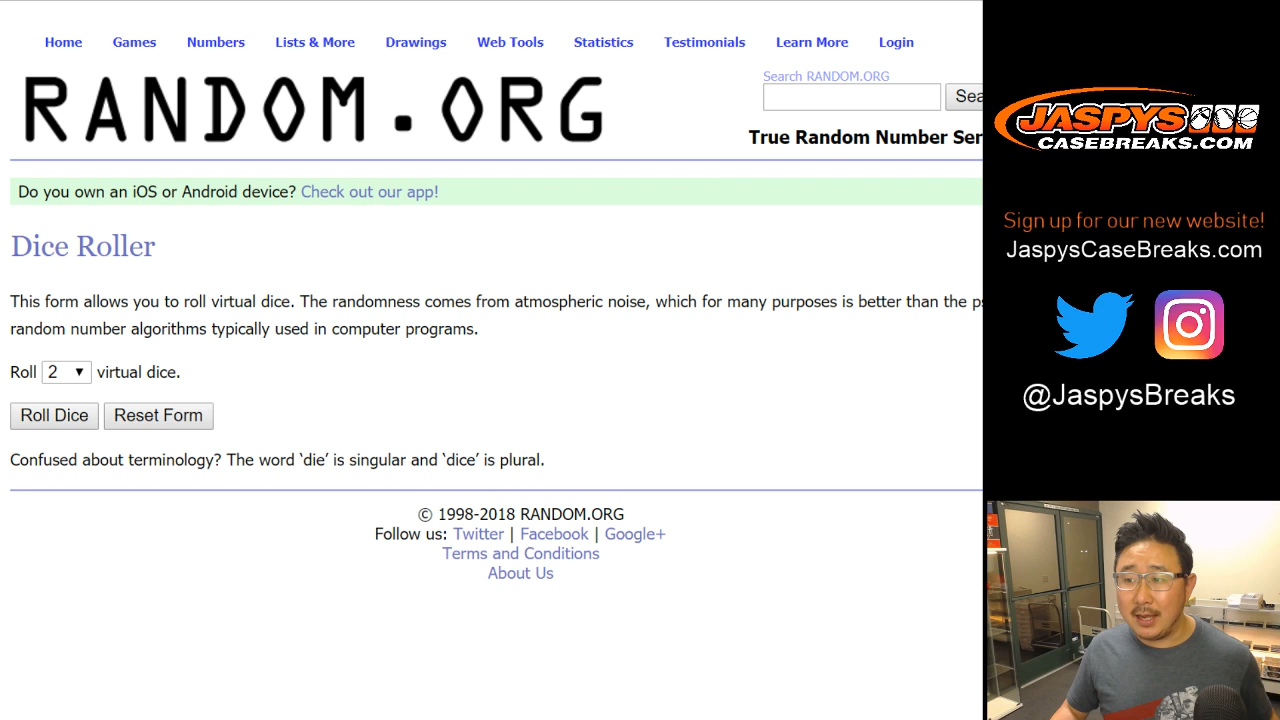 Home Games Numbers Lists & More Drawings Web Tools Statistics Testimonials Learn More Login
RANDOM.ORG
Search RANDOM.ORG
Sea
True Random Number Ser
Do you own an iOS or Android device? Check out our app!
Dice Roller
This form allows you to roll virtual dice. The randomness comes from atmospheric noise, which for many purposes is better than the ps
random number algorithms typically used in computer programs.
Roll 2 virtual dice.
Roll Dice Reset Form
Confused about terminology? The word ‘die’ is singular and ‘dice’ is plural.
© 1998-2018 RANDOM.ORG
Follow us: Twitter | Facebook | Google+
Terms and Conditions
About Us
JASPYS
CASEBREAKS.COM
Sign up for our new website!
JaspysCaseBreaks.com
@JaspysBreaks